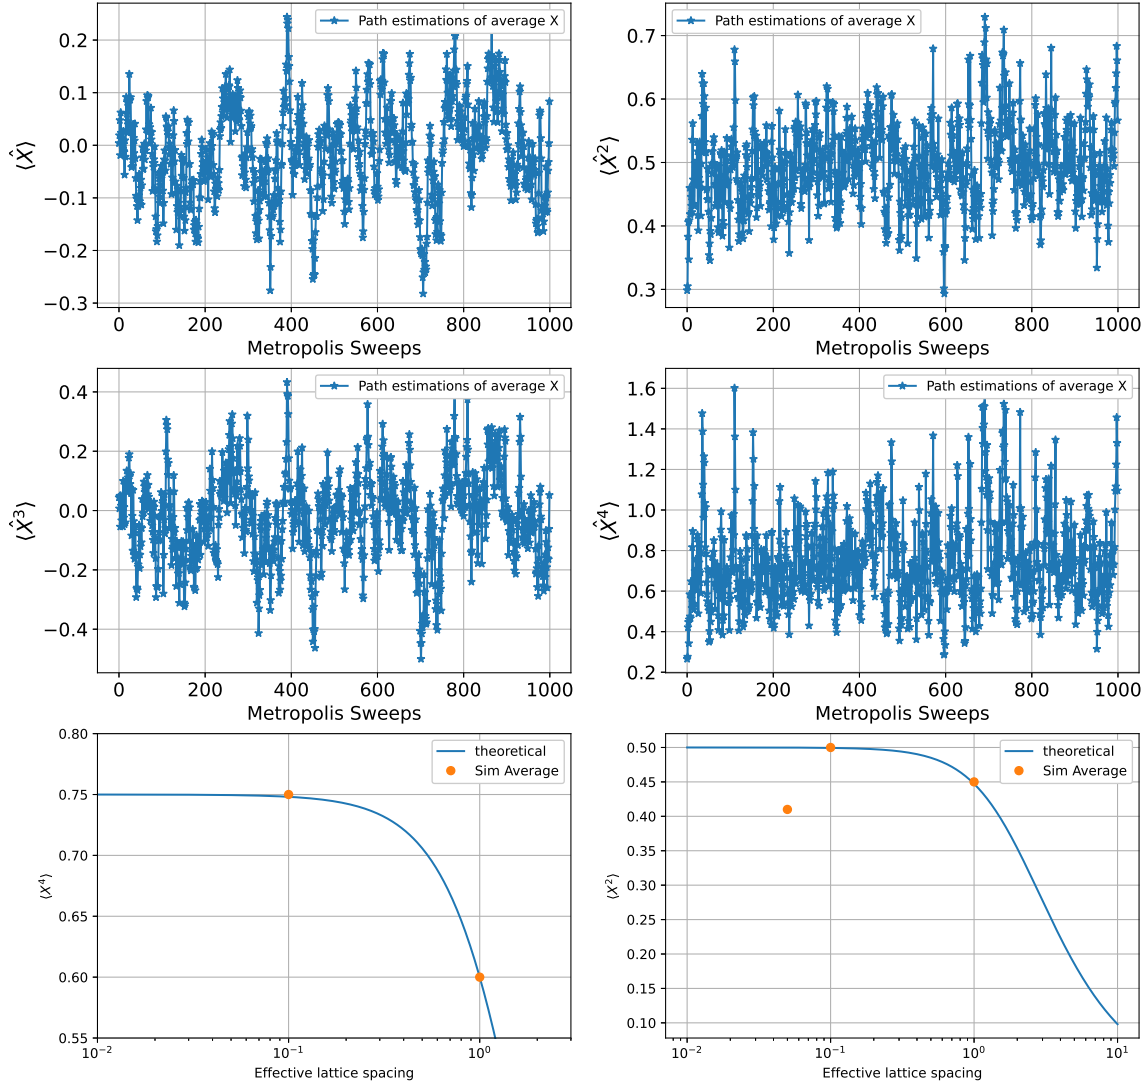 Path estimations of average X
0.2
0.1
0.0
−0.1
−0.2
−0.3
⟨X̂⟩
0 200 400 600 800 1000
Metropolis Sweeps
Path estimations of average X
0.7
0.6
0.5
0.4
0.3
⟨X̂²⟩
0 200 400 600 800 1000
Metropolis Sweeps
Path estimations of average X
0.4
0.2
0.0
−0.2
−0.4
⟨X̂³⟩
0 200 400 600 800 1000
Metropolis Sweeps
Path estimations of average X
1.6
1.4
1.2
1.0
0.8
0.6
0.4
0.2
⟨X̂⁴⟩
0 200 400 600 800 1000
Metropolis Sweeps
theoretical
Sim Average
0.80
0.75
0.70
0.65
0.60
0.55
⟨X⁴⟩
10⁻² 10⁻¹ 10⁰
Effective lattice spacing
theoretical
Sim Average
0.50
0.45
0.40
0.35
0.30
0.25
0.20
0.15
0.10
⟨X²⟩
10⁻² 10⁻¹ 10⁰ 10¹
Effective lattice spacing